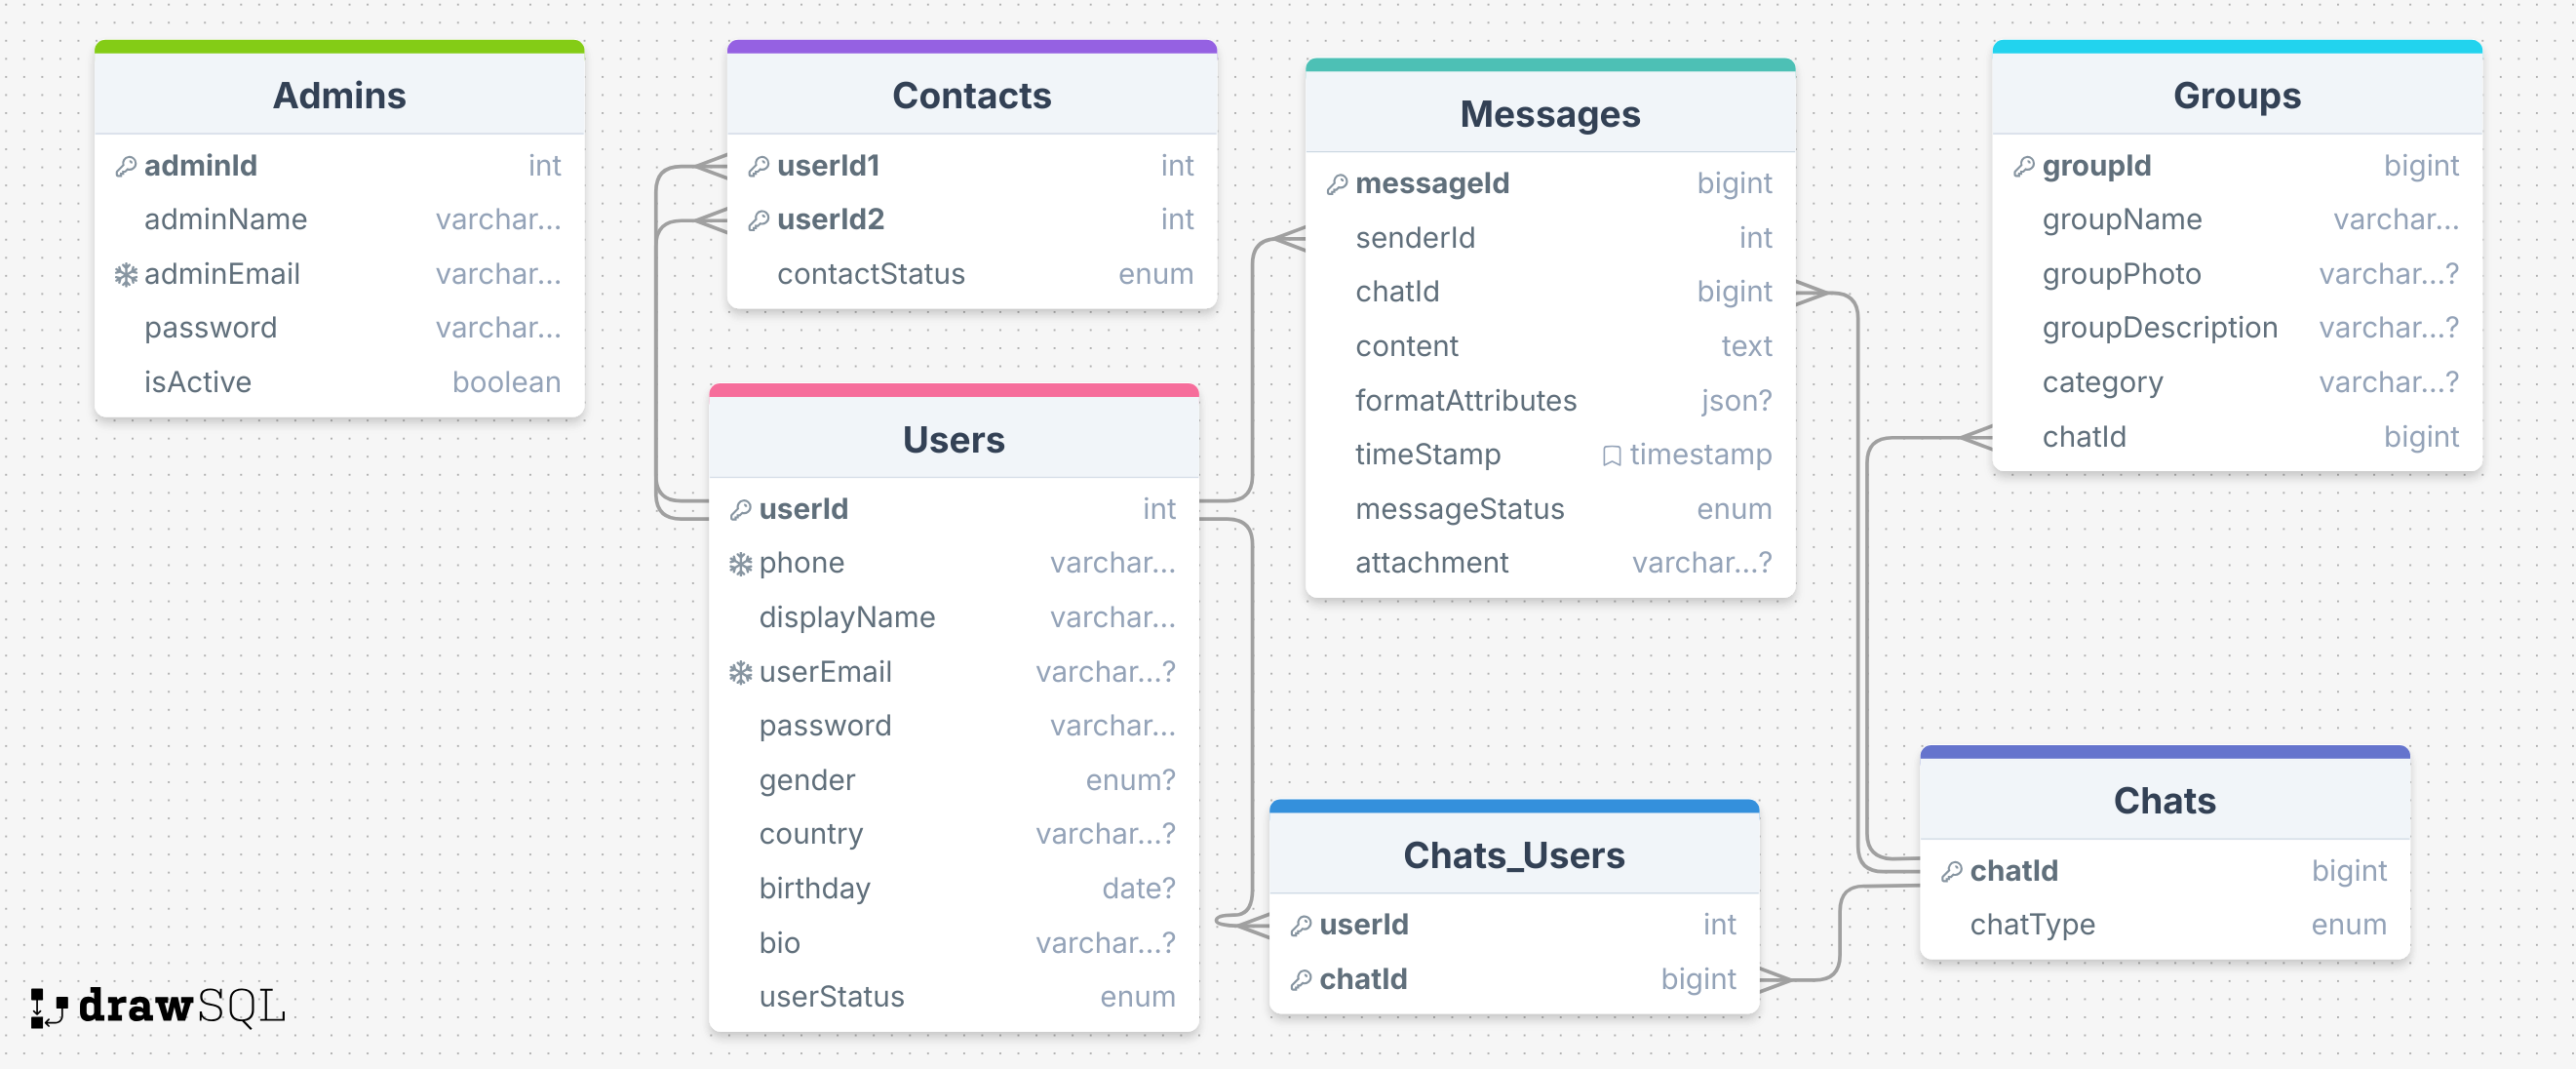 Admins
adminId int
adminName varchar...
adminEmail varchar...
password varchar...
isActive boolean
Contacts
userId1 int
userId2 int
contactStatus enum
Users
userId int
phone varchar...
displayName varchar...
userEmail varchar...?
password varchar...
gender enum?
country varchar...?
birthday date?
bio varchar...?
userStatus enum
Messages
messageId bigint
senderId int
chatId bigint
content text
formatAttributes json?
timeStamp timestamp
messageStatus enum
attachment varchar...?
Chats_Users
userId int
chatId bigint
Groups
groupId bigint
groupName varchar...
groupPhoto varchar...?
groupDescription varchar...?
category varchar...?
chatId bigint
Chats
chatId bigint
chatType enum
drawSQL